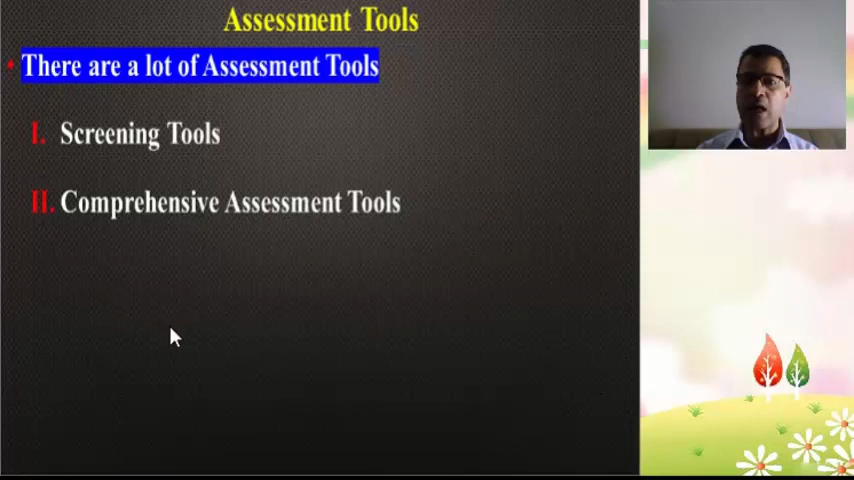 Assessment Tools
• There are a lot of Assessment Tools
I. Screening Tools
II. Comprehensive Assessment Tools